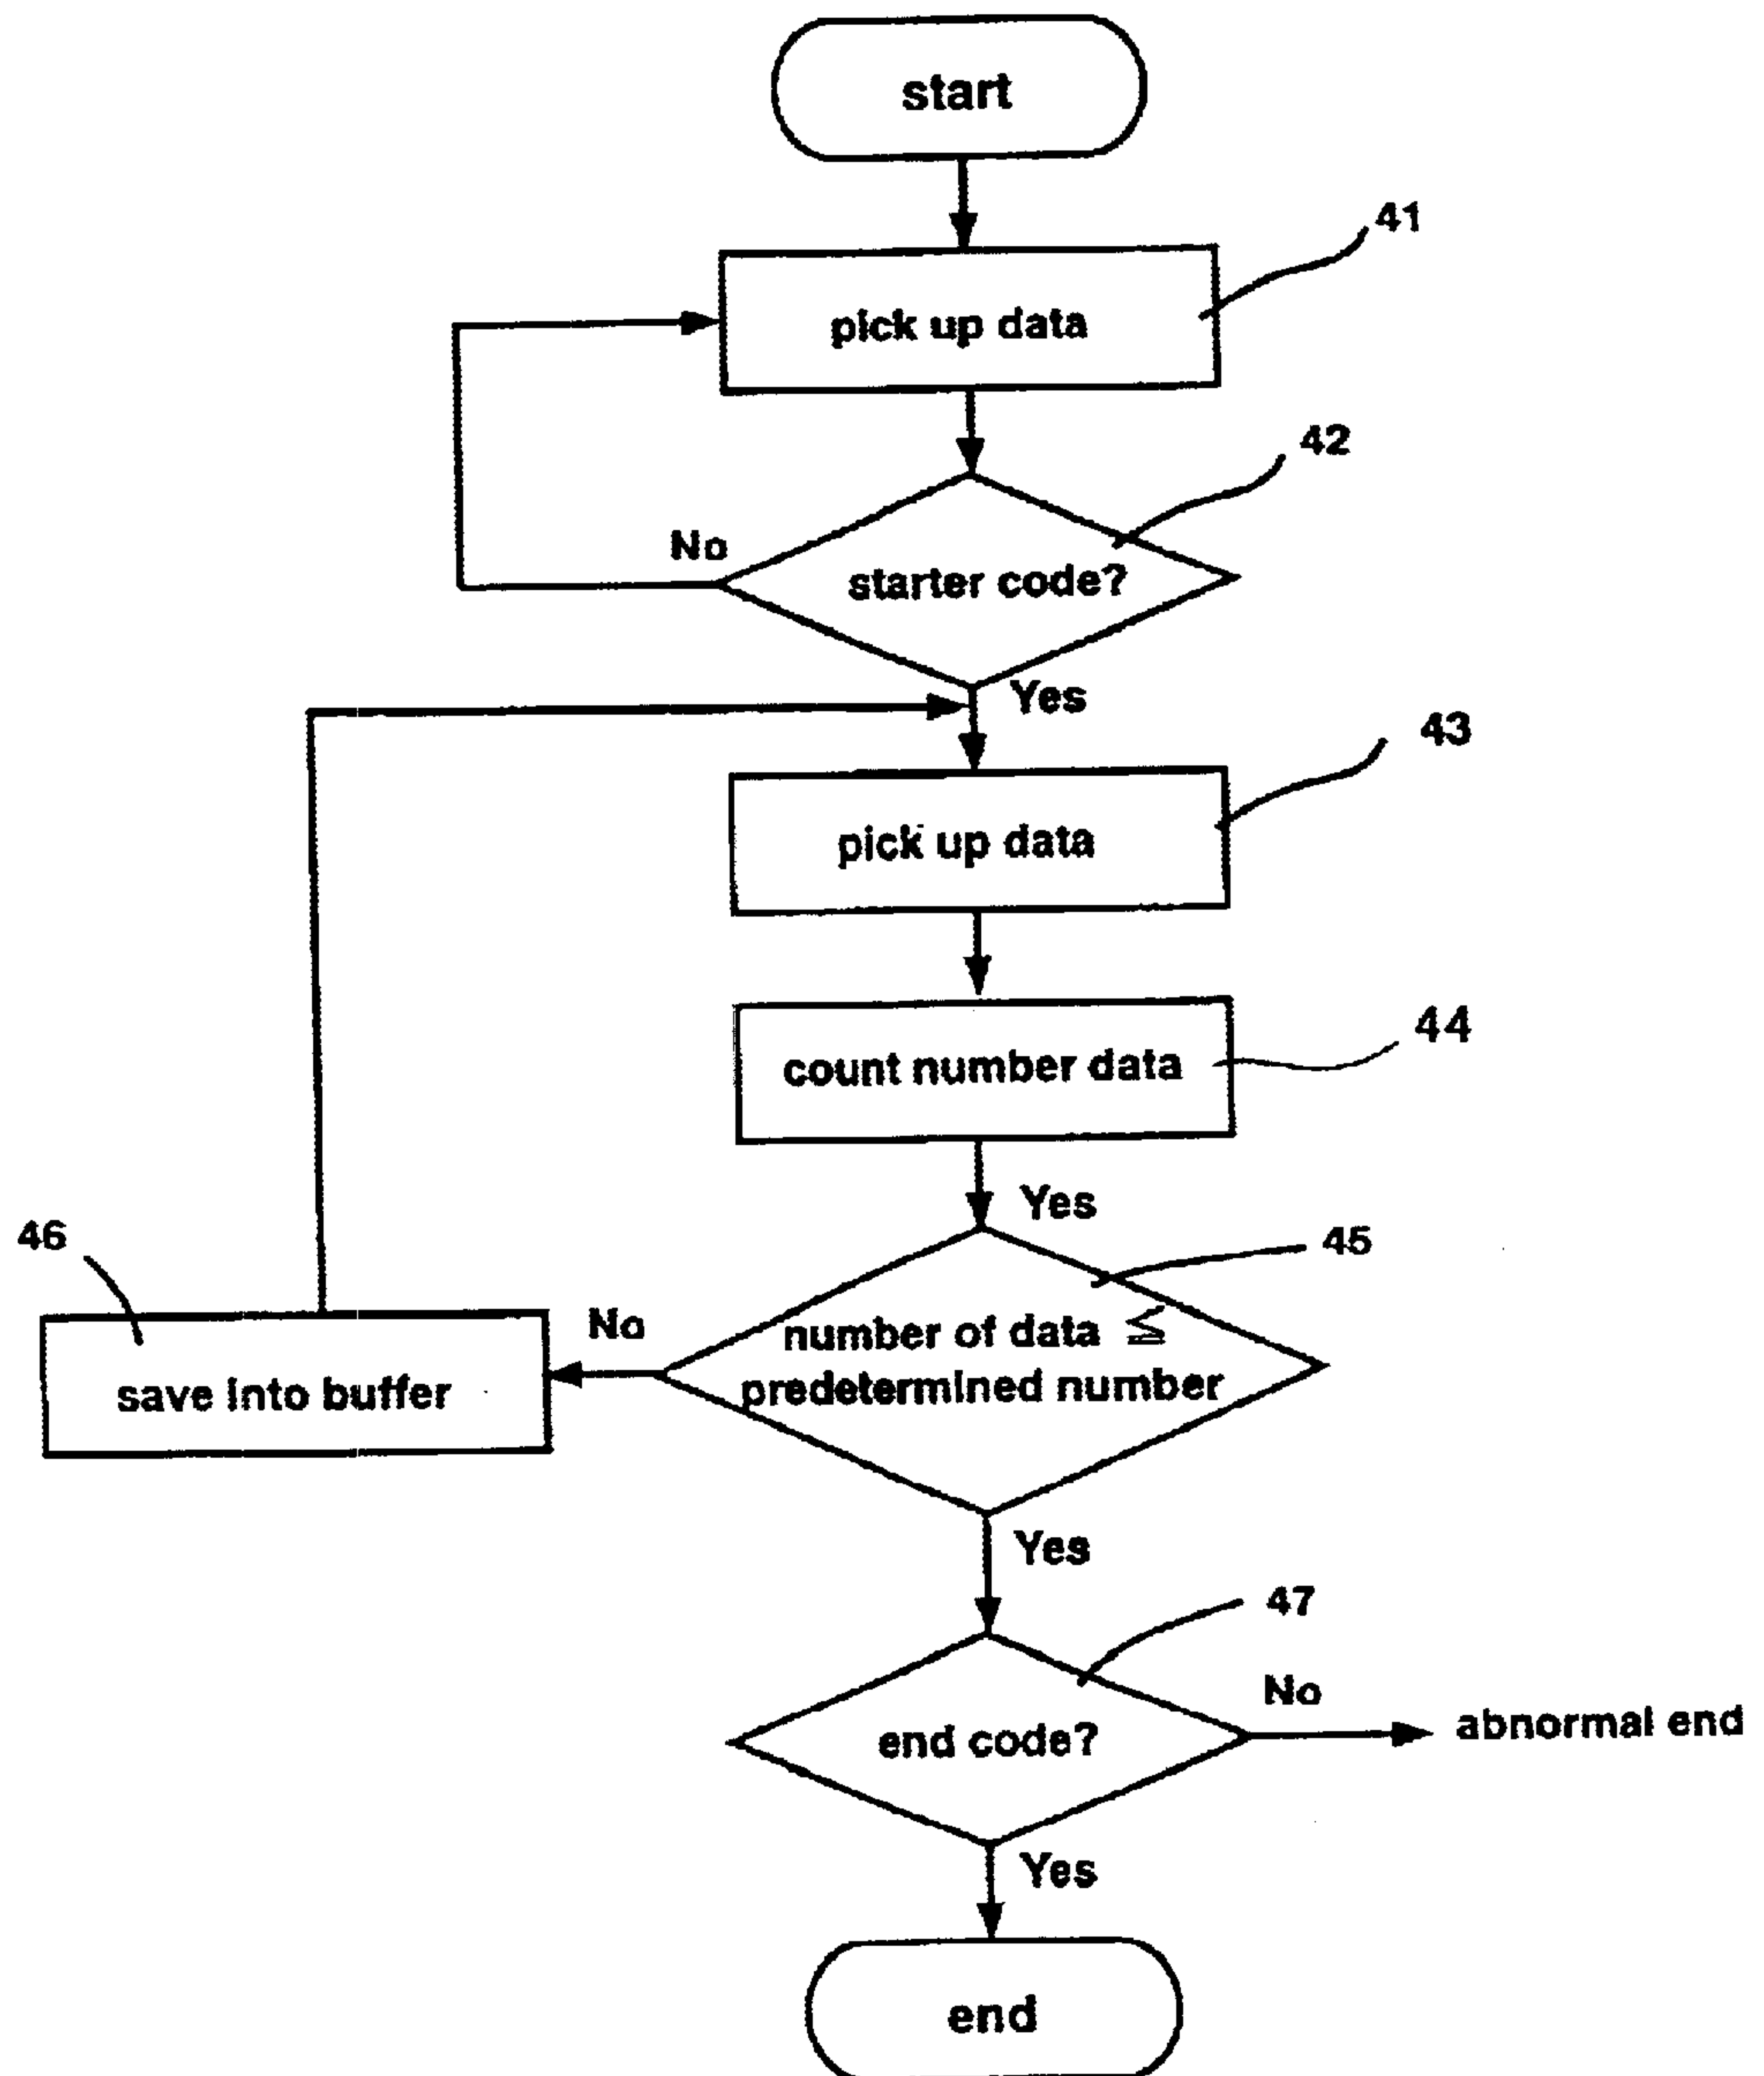 start
41
pick up data
42
No
starter code?
Yes
43
pick up data
44
count number data
Yes
46
45
No
number of data ≦
predetermined number
save into buffer
Yes
47
No
end code?
abnormal end
Yes
end